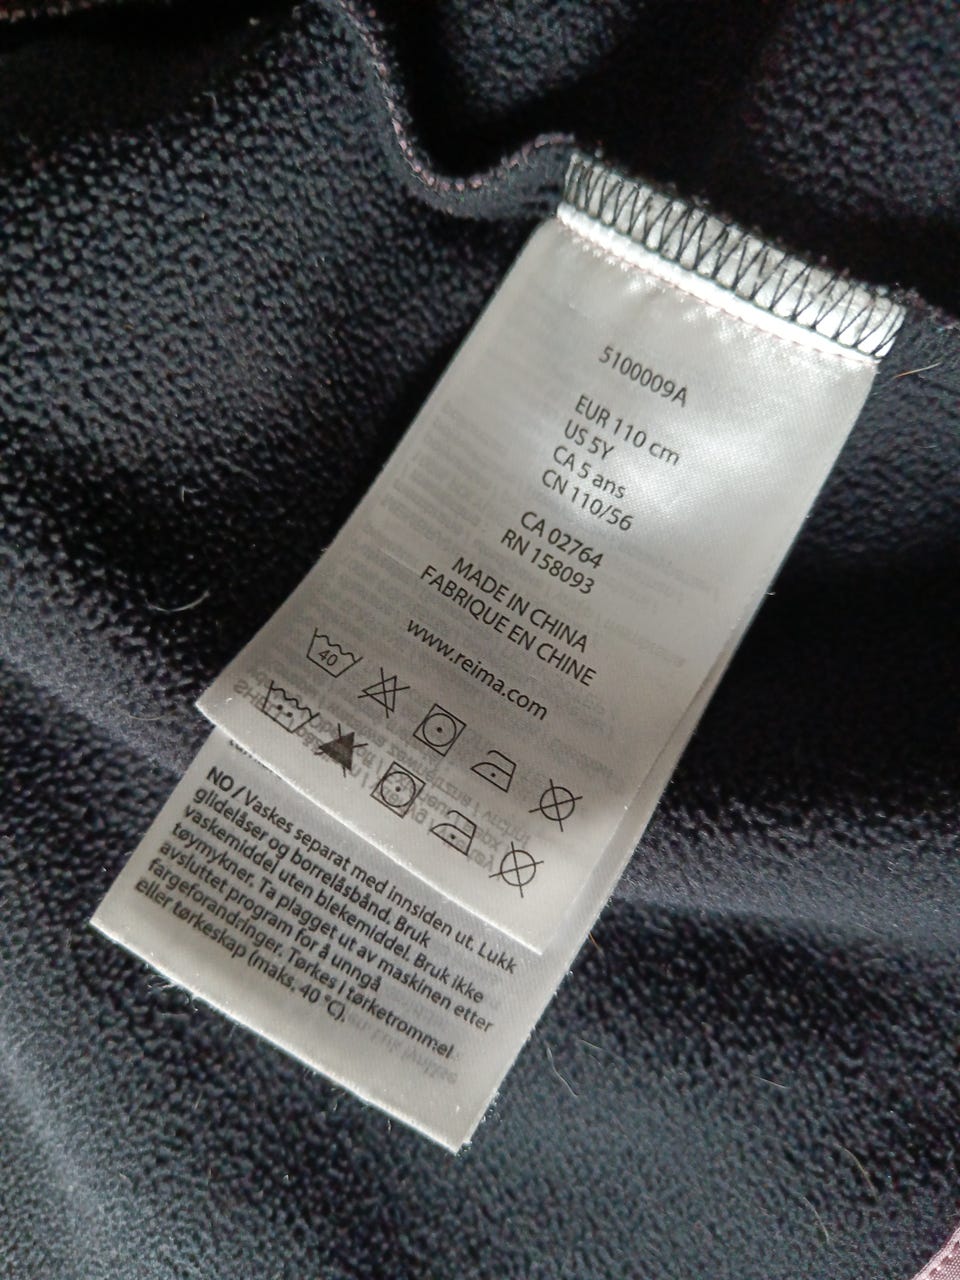 5100009A
EUR 110 cm
US 5Y
CA 5 ans
CN 110/56
CA 02764
RN 158093
MADE IN CHINA
FABRIQUE EN CHINE
www.reima.com
40
NO / Vaskes separat med innsiden ut. Lukk
glidelåser og borrelåsbånd. Bruk
vaskemiddel uten blekemiddel. Bruk ikke
tøymykner. Ta plagget ut av maskinen etter
avsluttet program for å unngå
fargeforandringer. Tørkes i tørketrommel
eller tørkeskap (maks. 40 °C).